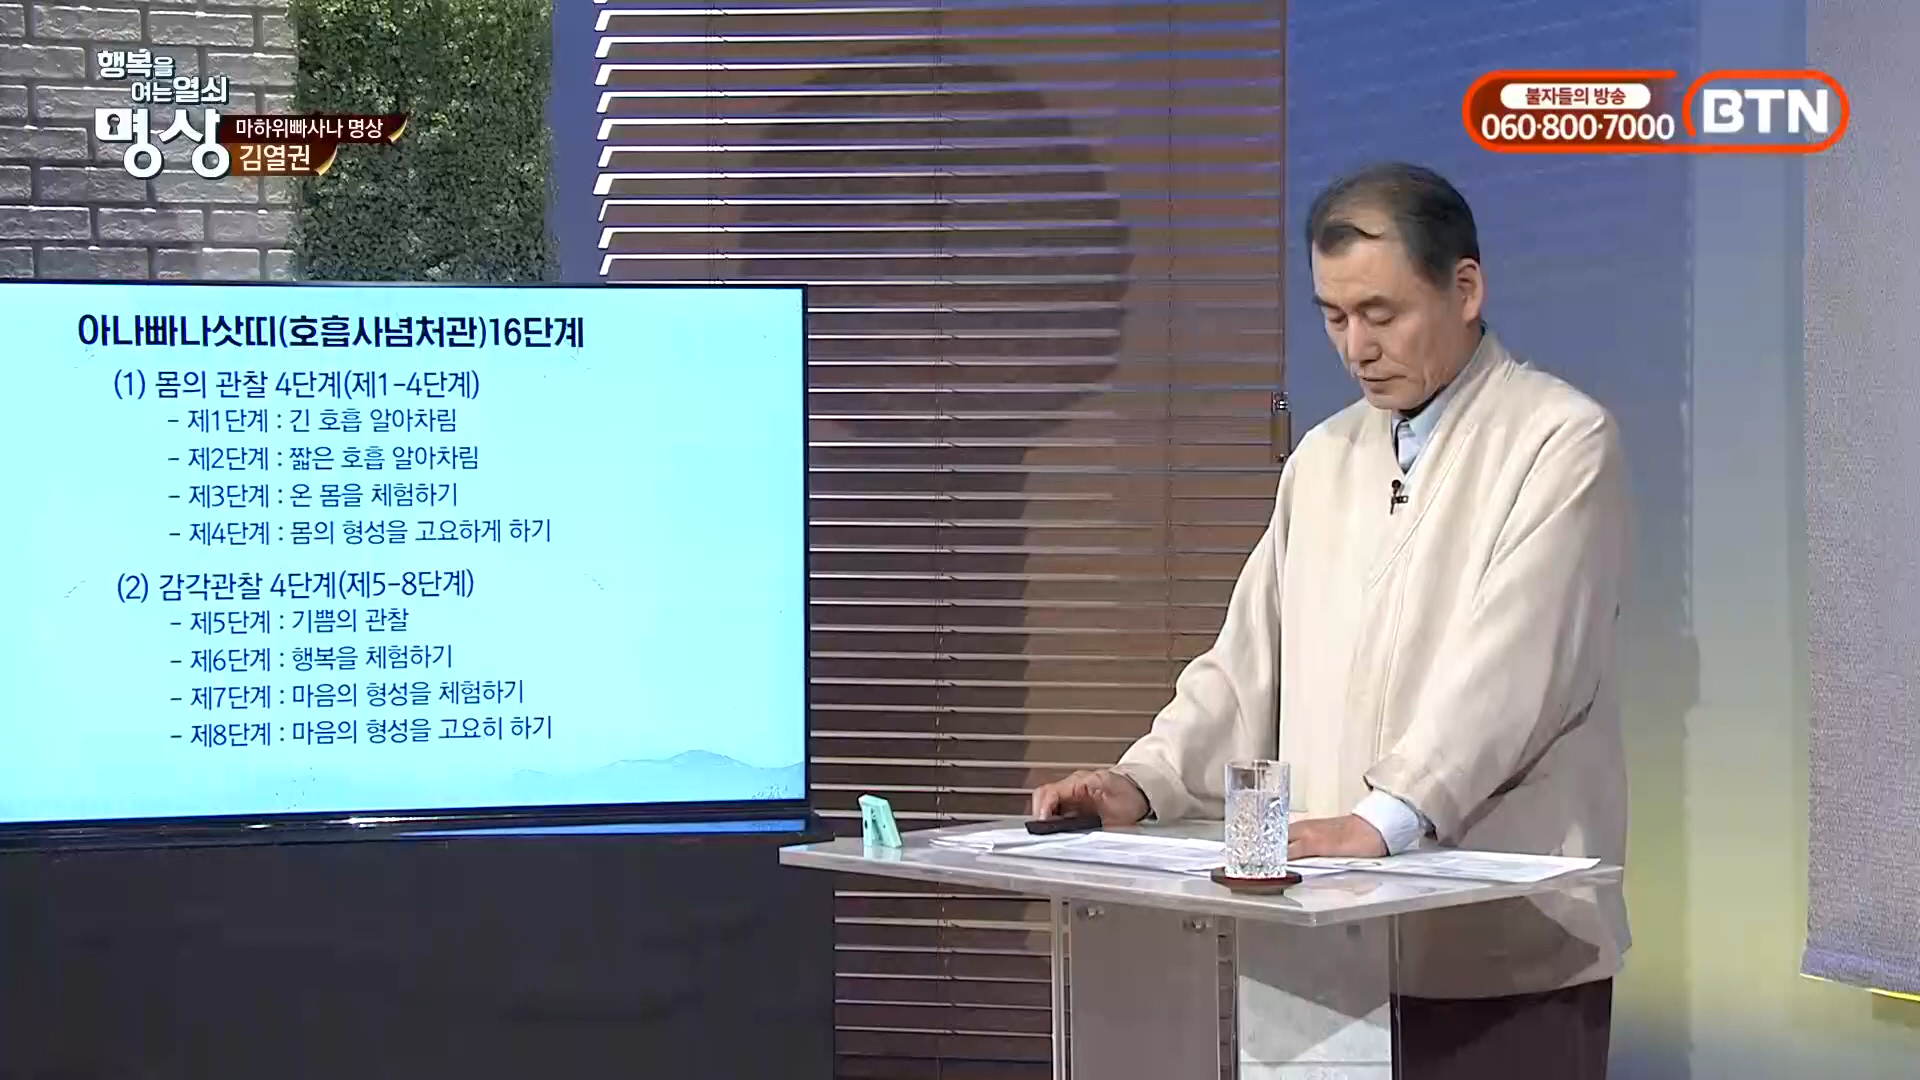 행복을
여는열쇠
명상
마하위빠사나 명상
김열권
불자들의 방송
060·800·7000
BTN
아나빠나삿띠(호흡사념처관)16단계
(1) 몸의 관찰 4단계(제1-4단계)
- 제1단계 : 긴 호흡 알아차림
- 제2단계 : 짧은 호흡 알아차림
- 제3단계 : 온 몸을 체험하기
- 제4단계 : 몸의 형성을 고요하게 하기
(2) 감각관찰 4단계(제5-8단계)
- 제5단계 : 기쁨의 관찰
- 제6단계 : 행복을 체험하기
- 제7단계 : 마음의 형성을 체험하기
- 제8단계 : 마음의 형성을 고요히 하기